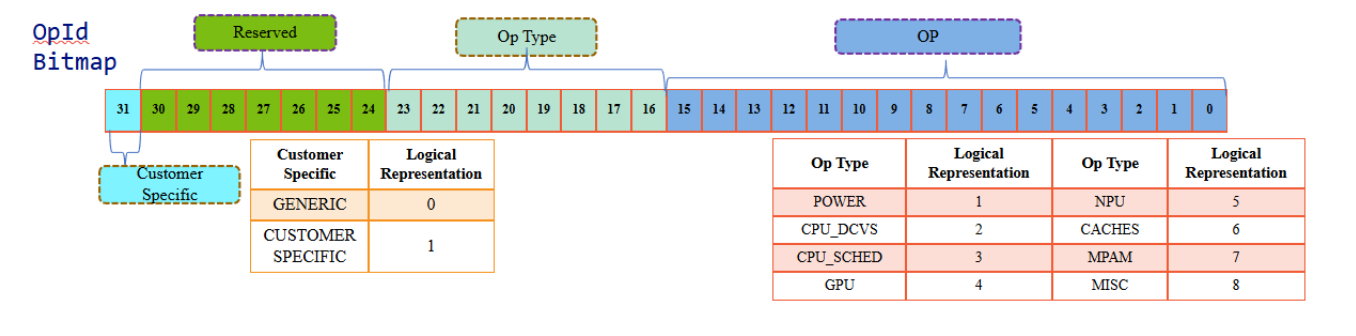 OpId
Bitmap
Reserved
Op Type
OP
31 30 29 28 27 26 25 24 23 22 21 20 19 18 17 16 15 14 13 12 11 10 9 8 7 6 5 4 3 2 1 0
Customer
Specific
Customer Specific Logical Representation
GENERIC 0
CUSTOMER SPECIFIC 1
Op Type Logical Representation Op Type Logical Representation
POWER 1 NPU 5
CPU_DCVS 2 CACHES 6
CPU_SCHED 3 MPAM 7
GPU 4 MISC 8